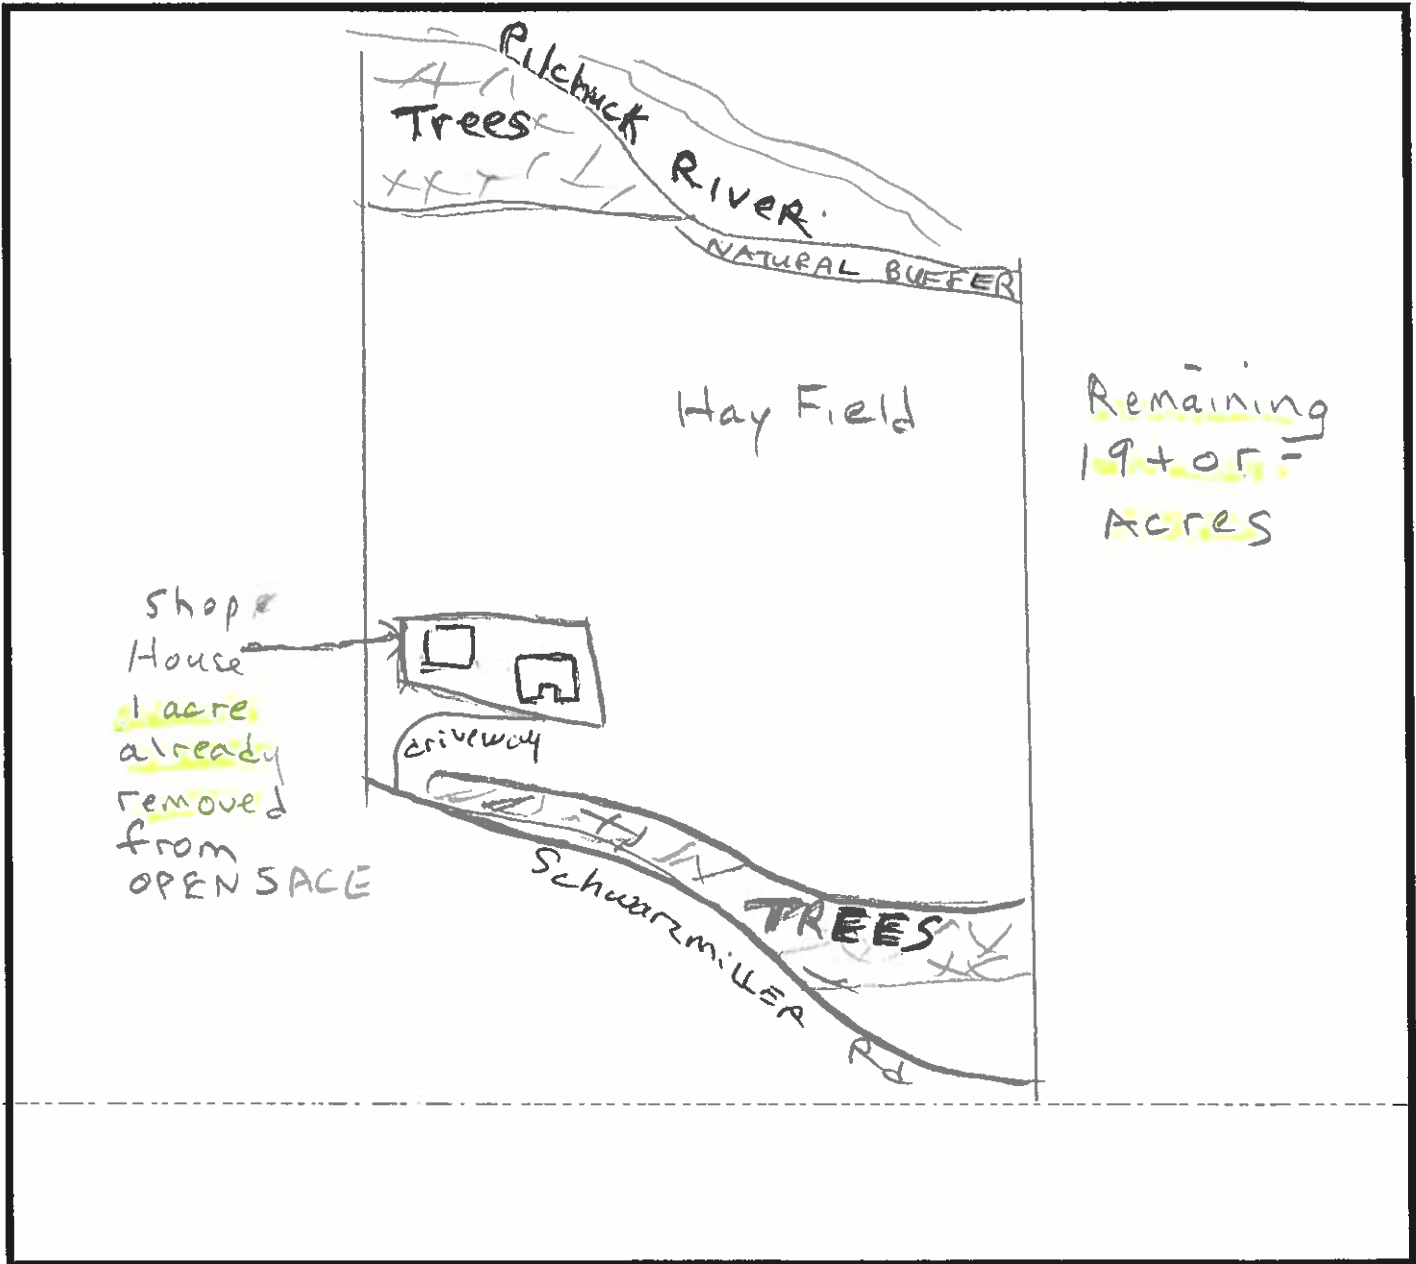 Pilchuck
River
Trees
NATURAL BUFFER
Hay Field
Remaining
19 + or -
Acres
Shop
House
1 acre
already
removed
from
OPEN SACE
driveway
TREES
Schwarzmiller
Rd